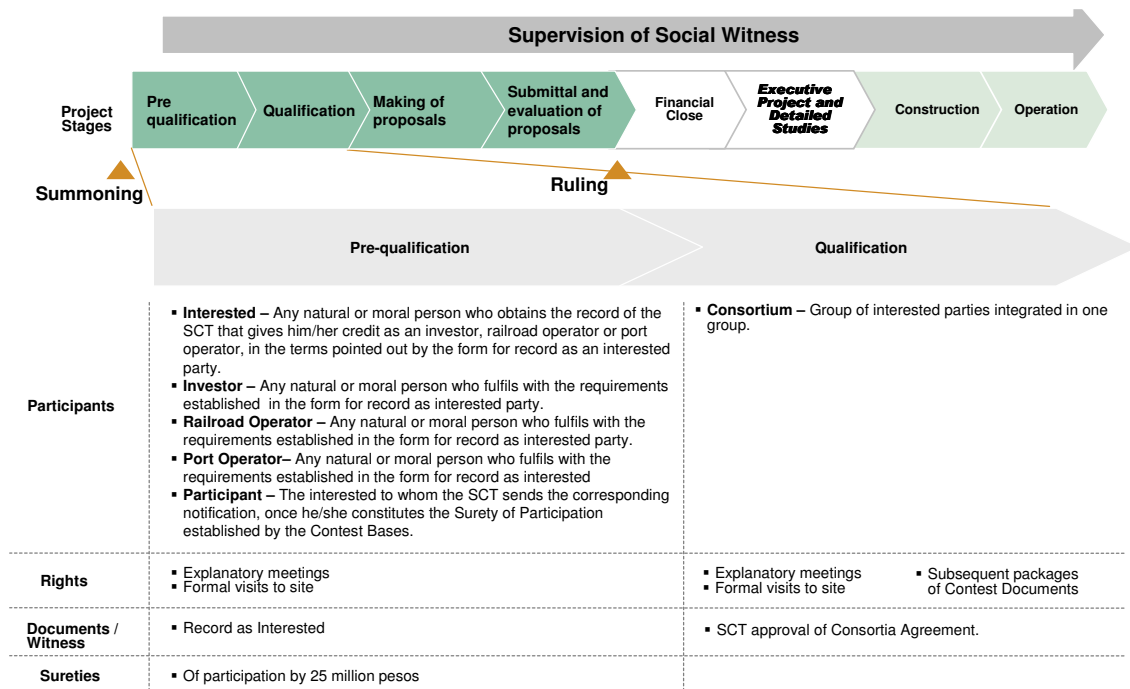 Supervision of Social Witness
Project
Stages
Pre
qualification
Qualification
Making of
proposals
Submittal and
evaluation of
proposals
Financial
Close
Executive
Project and
Detailed
Studies
Construction
Operation
Summoning
Ruling
Pre-qualification
Qualification
Participants
▪ Interested – Any natural or moral person who obtains the record of the
SCT that gives him/her credit as an investor, railroad operator or port
operator, in the terms pointed out by the form for record as an interested
party.
▪ Investor – Any natural or moral person who fulfils with the requirements
established in the form for record as interested party.
▪ Railroad Operator – Any natural or moral person who fulfils with the
requirements established in the form for record as interested party.
▪ Port Operator– Any natural or moral person who fulfils with the
requirements established in the form for record as interested
▪ Participant – The interested to whom the SCT sends the corresponding
notification, once he/she constitutes the Surety of Participation
established by the Contest Bases.
▪ Consortium – Group of interested parties integrated in one
group.
Rights
▪ Explanatory meetings
▪ Formal visits to site
▪ Explanatory meetings
▪ Formal visits to site
▪ Subsequent packages
of Contest Documents
Documents /
Witness
▪ Record as Interested
▪ SCT approval of Consortia Agreement.
Sureties
▪ Of participation by 25 million pesos